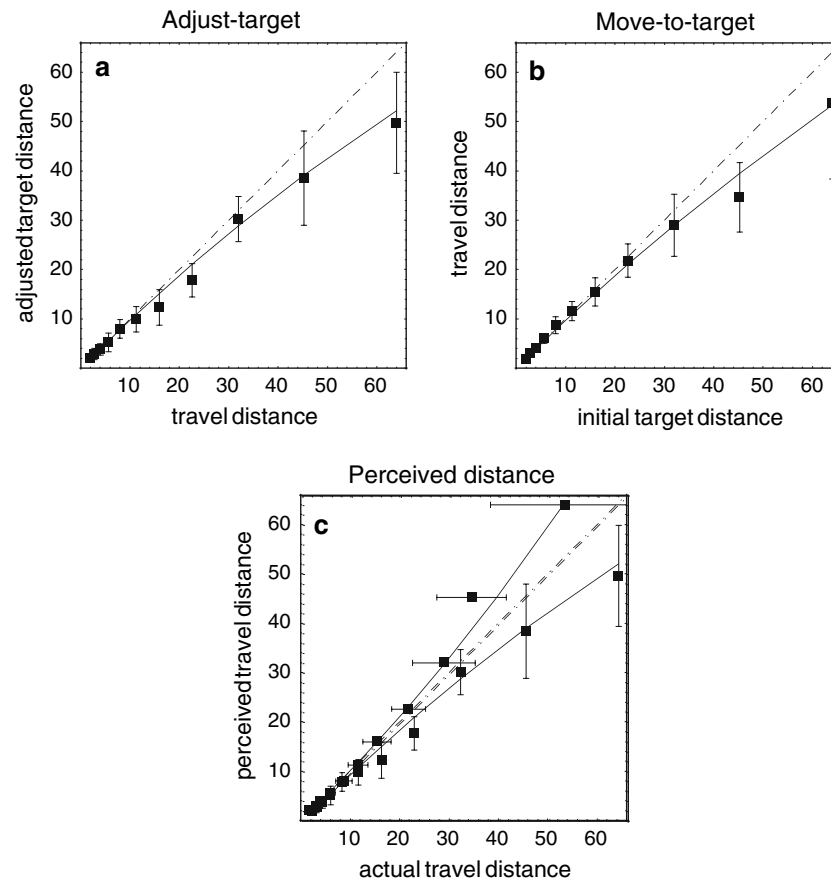 Adjust-target
Move-to-target
a
60
50
40
30
20
10
adjusted target distance
10 20 30 40 50 60
travel distance
b
60
50
40
30
20
10
travel distance
10 20 30 40 50 60
initial target distance
Perceived distance
c
60
50
40
30
20
10
perceived travel distance
10 20 30 40 50 60
actual travel distance